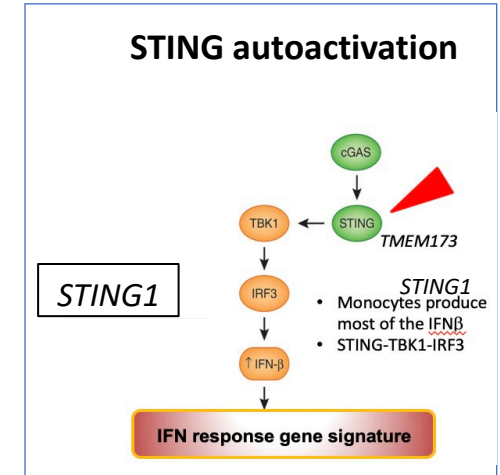 STING autoactivation
cGAS
TBK1
STING
TMEM173
STING1
IRF3
STING1
• Monocytes produce
most of the IFNβ
• STING-TBK1-IRF3
↑ IFN-β
IFN response gene signature